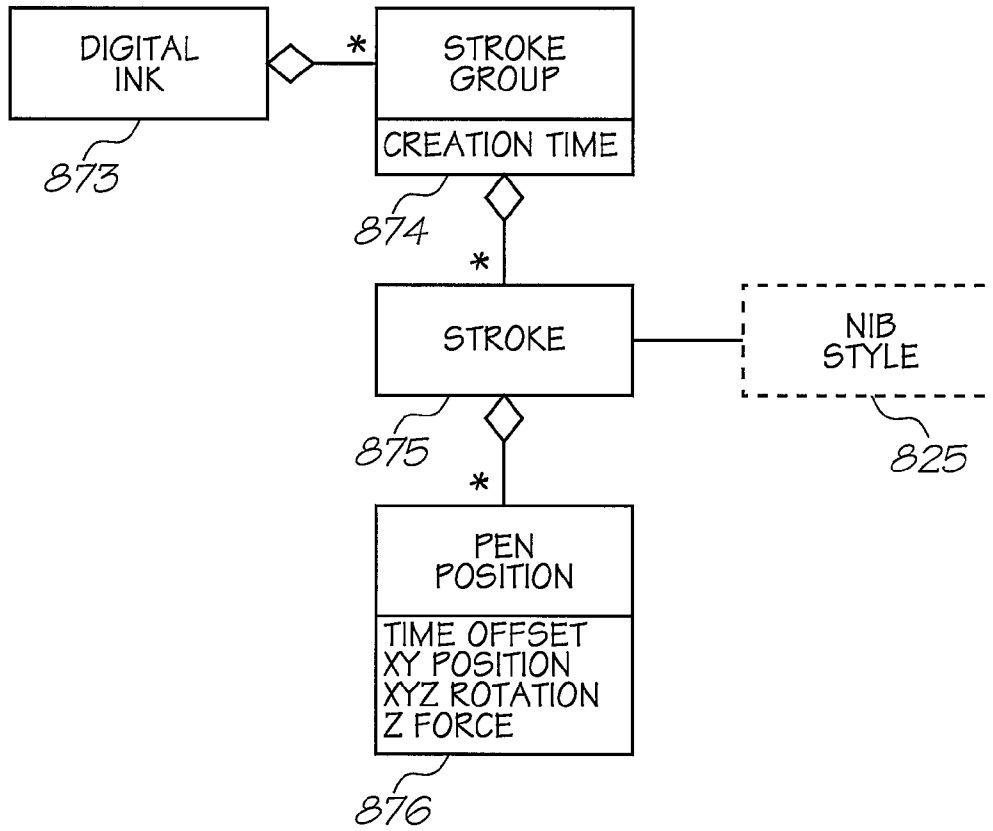 DIGITAL
INK
*
STROKE
GROUP
CREATION TIME
873
874
*
STROKE
NIB
STYLE
875
825
*
PEN
POSITION
TIME OFFSET
XY POSITION
XYZ ROTATION
Z FORCE
876